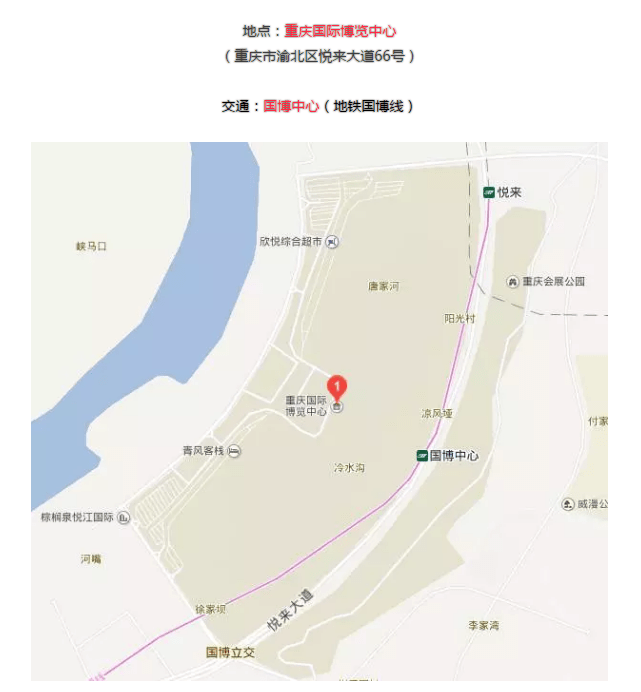 地点：重庆国际博览中心
（重庆市渝北区悦来大道66号）
交通：国博中心（地铁国博线）
悦来
欣悦综合超市
峡马口
重庆会展公园
唐家河
阳光村
1
重庆国际
博览中心
凉风垭
付家
青风客栈
国博中心
冷水沟
威漫公
棕榈泉悦江国际
河嘴
徐家坝
悦来大道
李家湾
国博立交